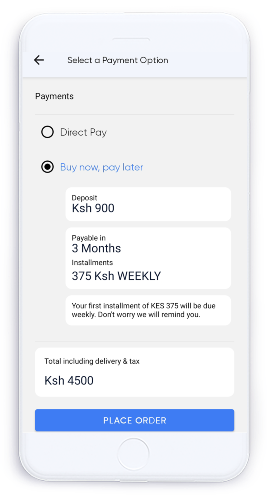 Select a Payment Option
Payments
Direct Pay
Buy now, pay later
Deposit
Ksh 900
Payable in
3 Months
Installments
375 Ksh WEEKLY
Your first installment of KES 375 will be due
weekly. Don't worry we will remind you.
Total including delivery & tax
Ksh 4500
PLACE ORDER